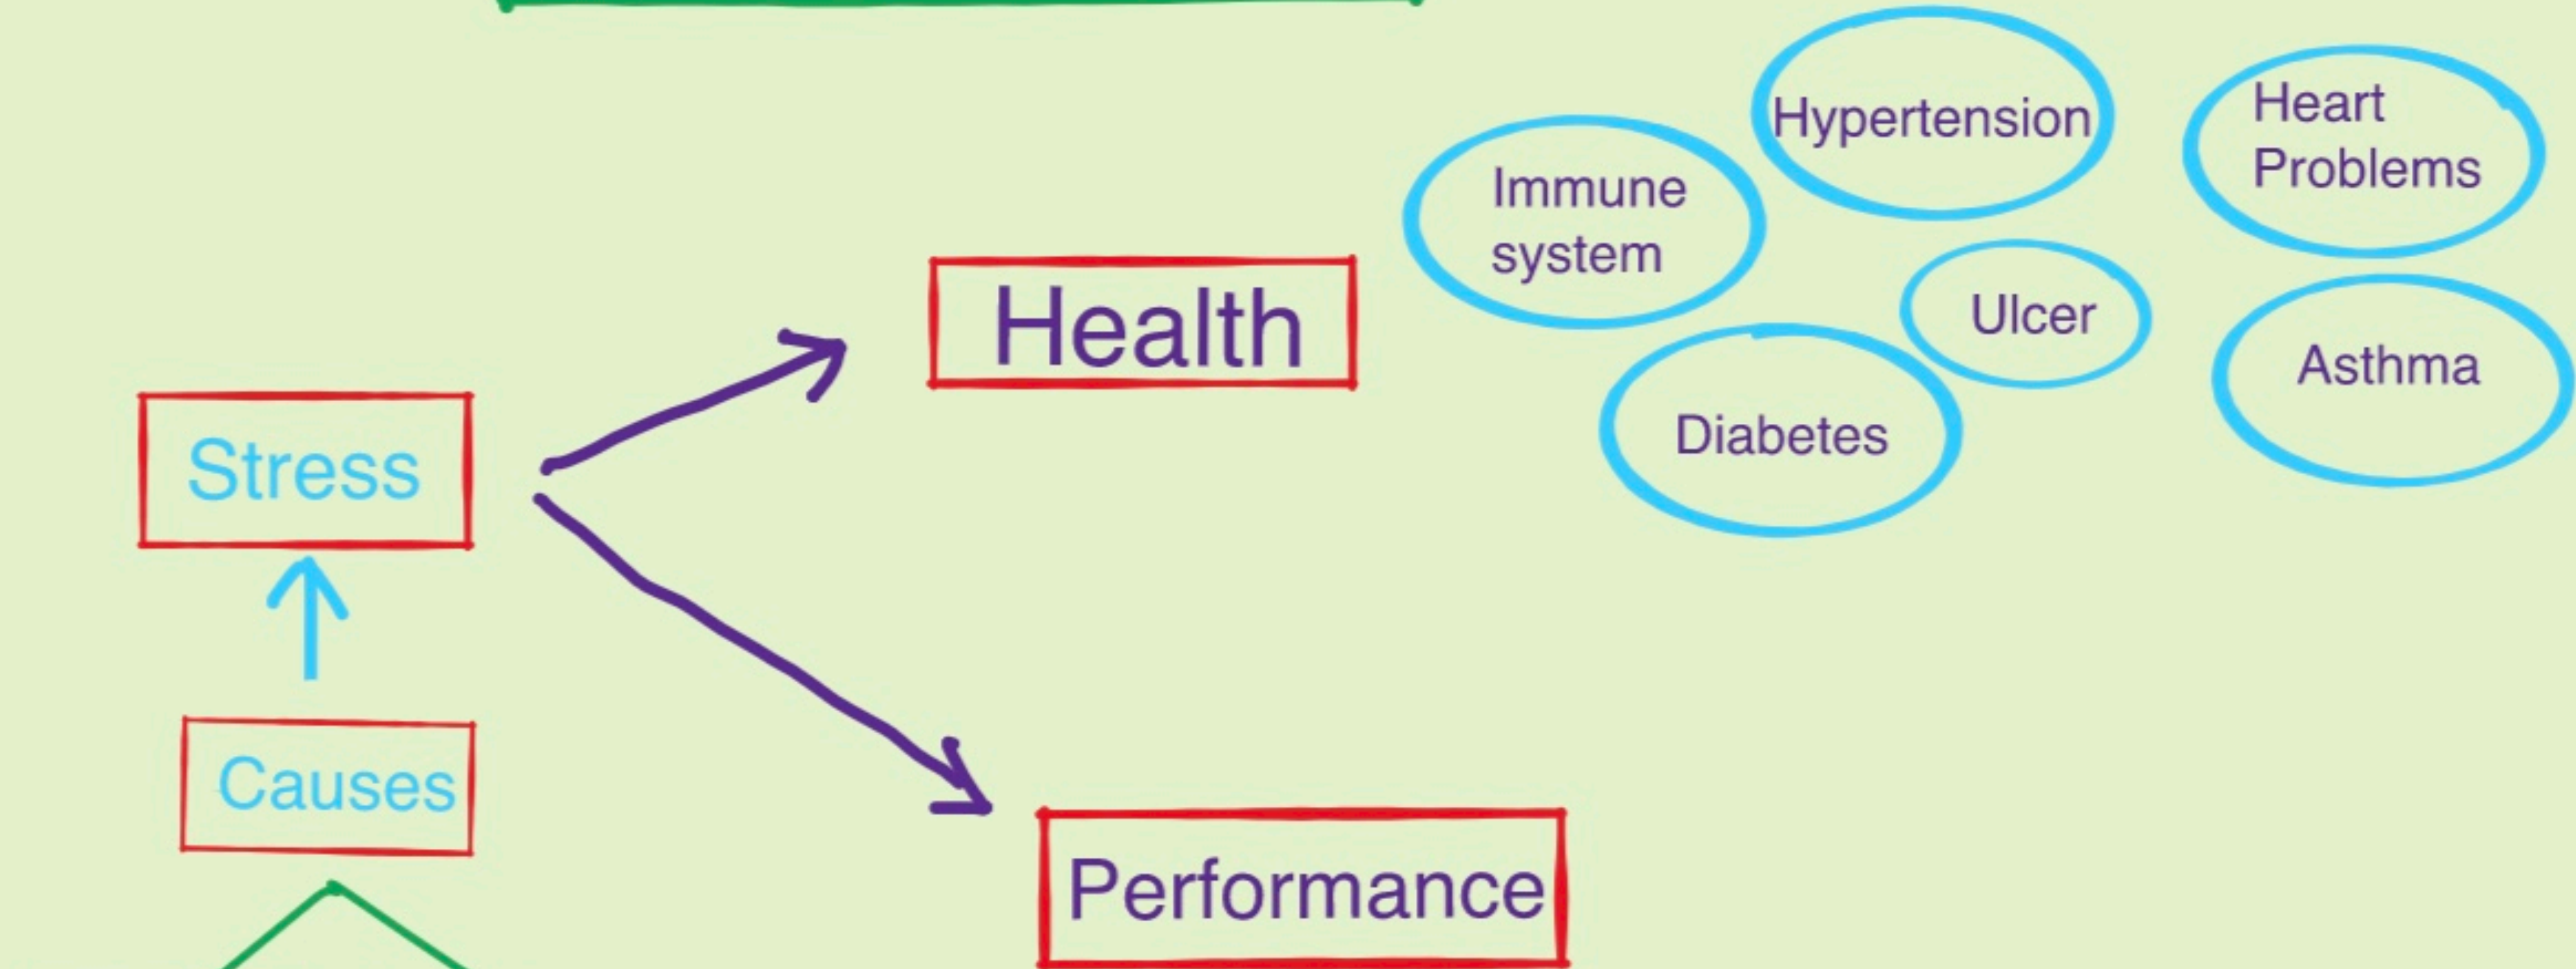 Hypertension
Heart
Problems
Immune
system
Health
Ulcer
Asthma
Diabetes
Stress
Causes
Performance